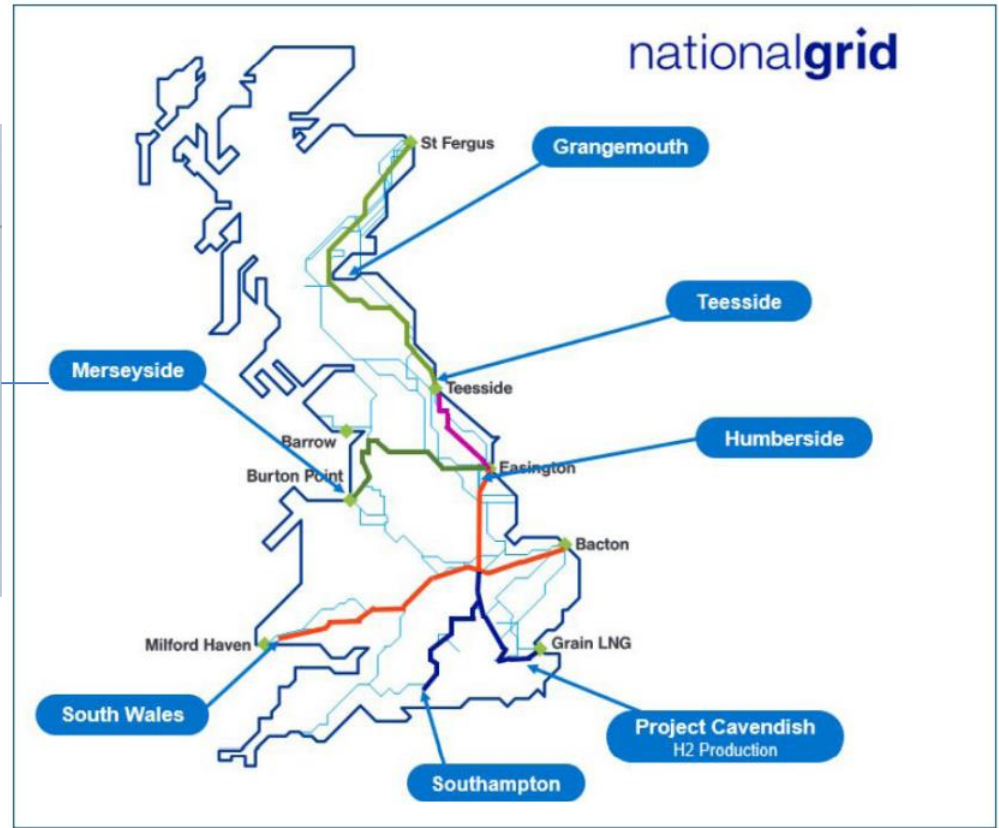 nationalgrid
St Fergus
Grangemouth
Teesside
Merseyside
Teesside
Barrow
Humberside
Burton Point
Easington
Bacton
Milford Haven
Grain LNG
South Wales
Project Cavendish
H2 Production
Southampton